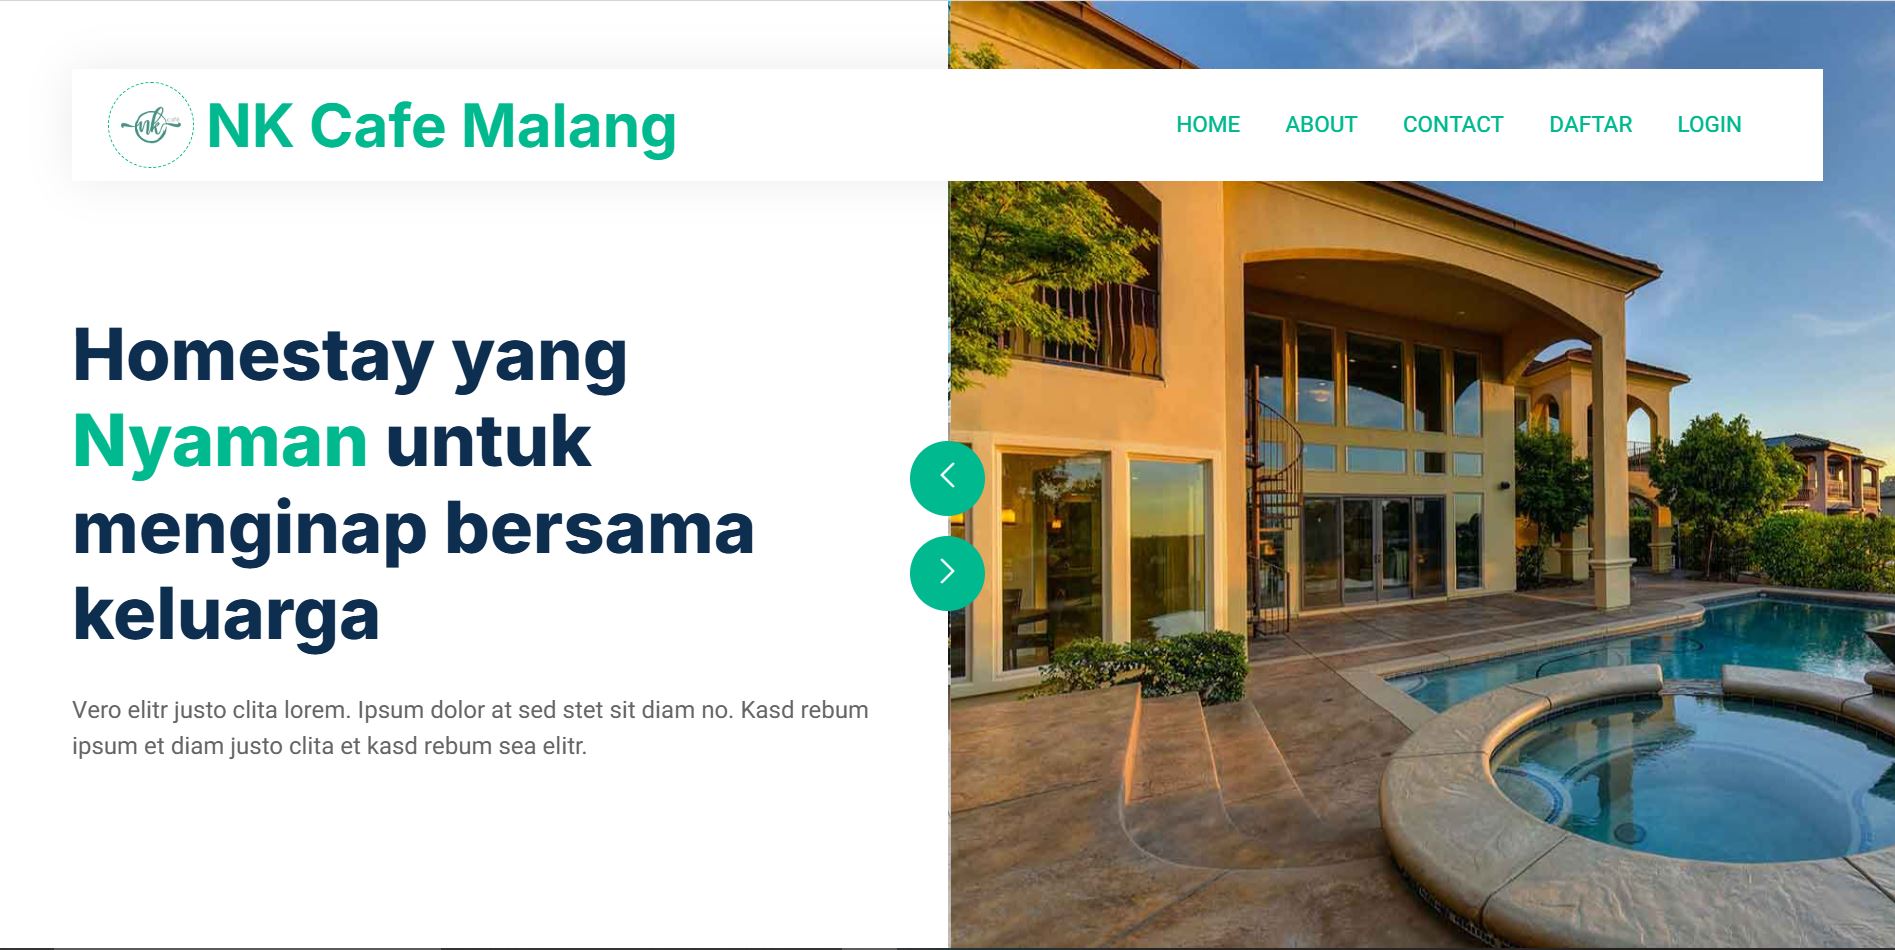 nk
NK Cafe Malang
HOME ABOUT CONTACT DAFTAR LOGIN
Homestay yang
Nyaman untuk
menginap bersama
keluarga
Vero elitr justo clita lorem. Ipsum dolor at sed stet sit diam no. Kasd rebum
ipsum et diam justo clita et kasd rebum sea elitr.